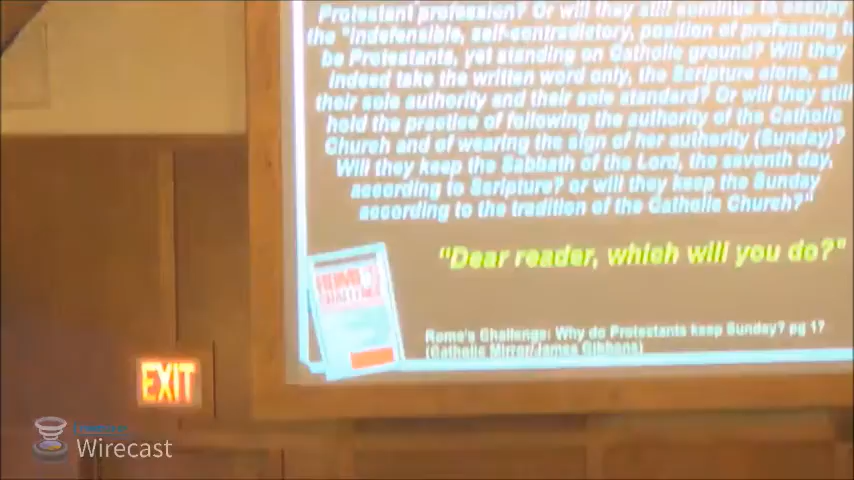 Protestant profession? Or will they still continue to occupy
the "indefensible, self-contradictory, position of professing to
be Protestants, yet standing on Catholic ground? Will they
indeed take the written word only, the Scripture alone, as
their sole authority and their sole standard? Or will they still
hold the practise of following the authority of the Catholic
Church and of wearing the sign of her authority (Sunday)?
Will they keep the Sabbath of the Lord, the seventh day,
according to Scripture? or will they keep the Sunday
according to the tradition of the Catholic Church?"
"Dear reader, which will you do?"
ROME'S
CHALLENGE
Rome's Challenge: Why do Protestants keep Sunday? pg 17
(Catholic Mirror/James Gibbons)
EXIT
Wirecast